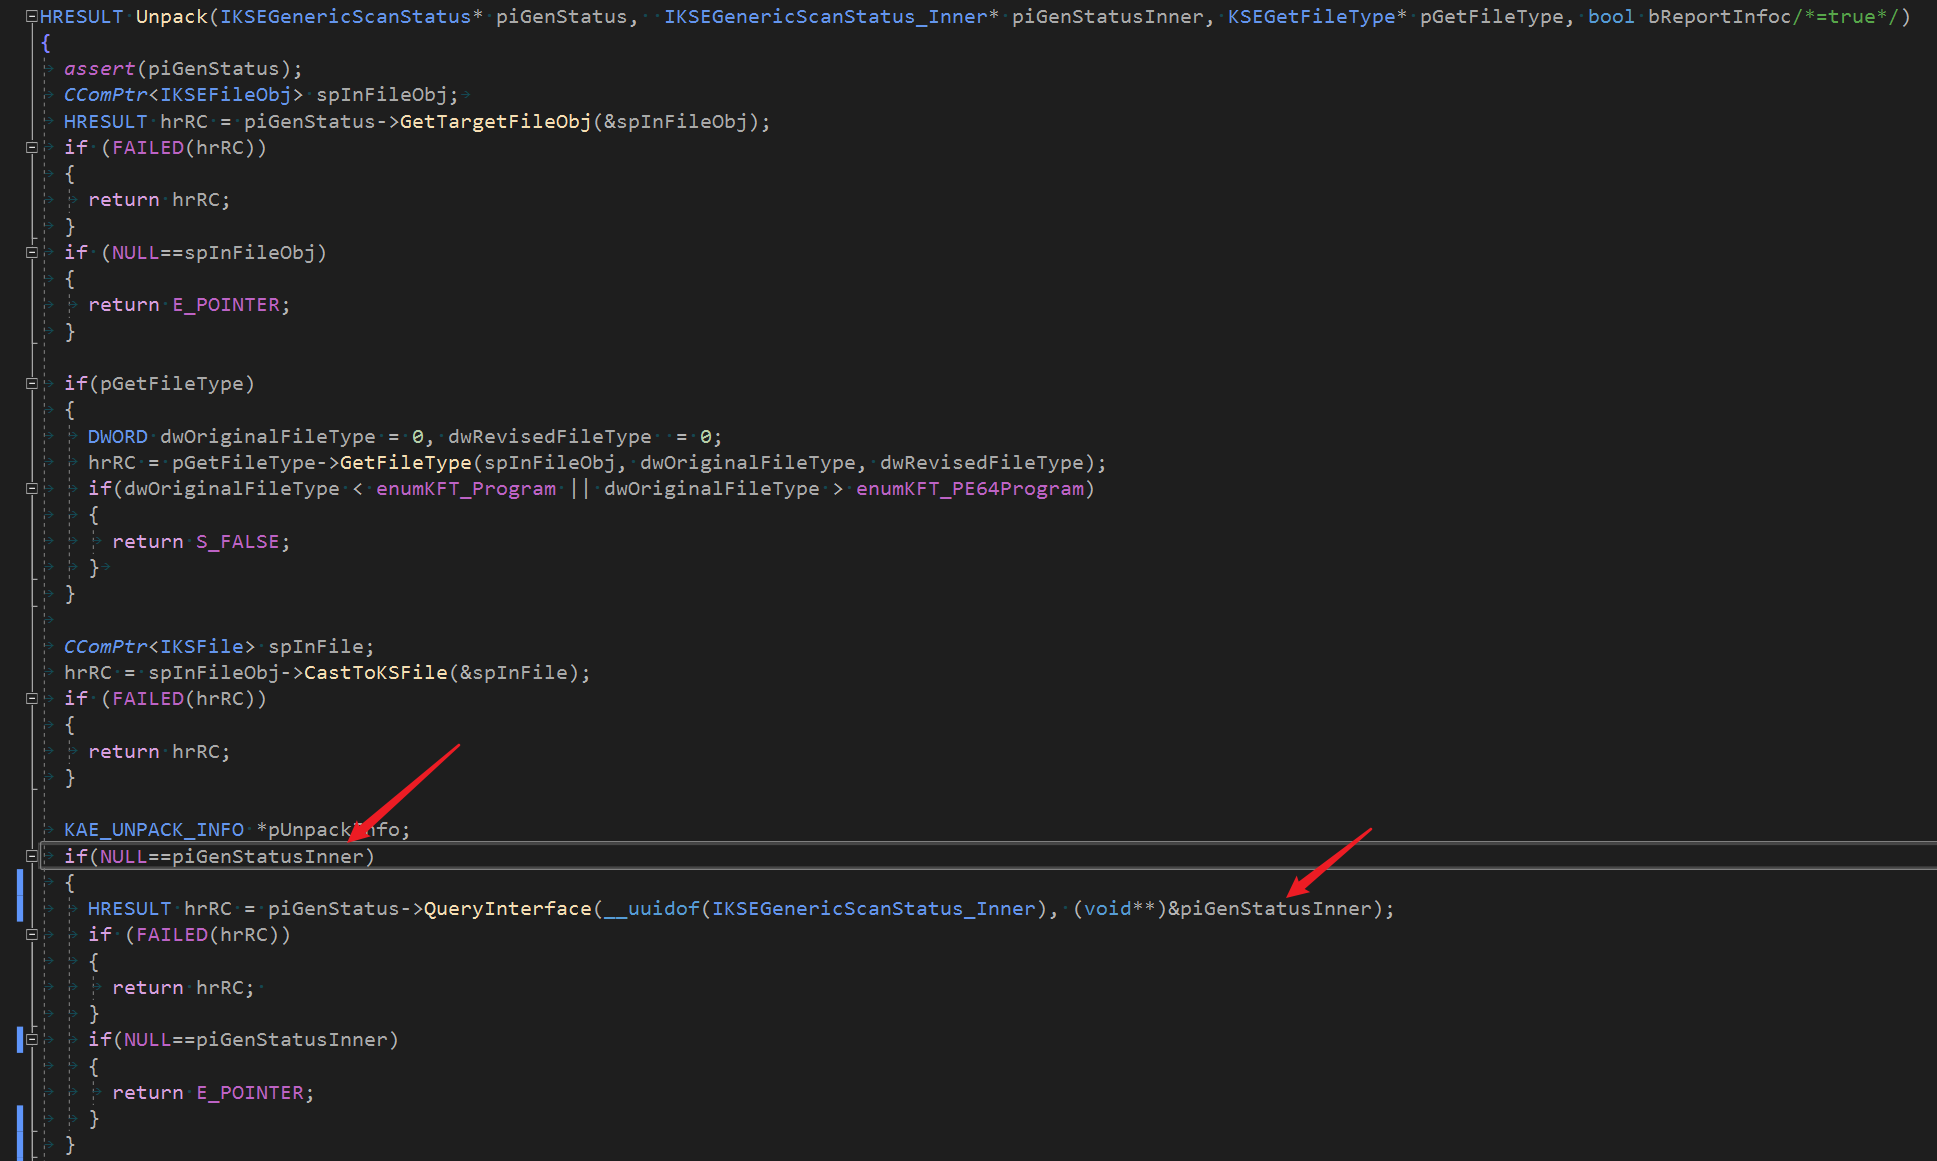 HRESULT Unpack(IKSEGenericScanStatus* piGenStatus,  IKSEGenericScanStatus_Inner* piGenStatusInner, KSEGetFileType* pGetFileType, bool bReportInfoc/*=true*/)
{
assert(piGenStatus);
CComPtr<IKSEFileObj> spInFileObj;
HRESULT hrRC = piGenStatus->GetTargetFileObj(&spInFileObj);
if (FAILED(hrRC))
{
return hrRC;
}
if (NULL==spInFileObj)
{
return E_POINTER;
}
if(pGetFileType)
{
DWORD dwOriginalFileType = 0, dwRevisedFileType  = 0;
hrRC = pGetFileType->GetFileType(spInFileObj, dwOriginalFileType, dwRevisedFileType);
if(dwOriginalFileType < enumKFT_Program || dwOriginalFileType > enumKFT_PE64Program)
{
return S_FALSE;
}
}
CComPtr<IKSFile> spInFile;
hrRC = spInFileObj->CastToKSFile(&spInFile);
if (FAILED(hrRC))
{
return hrRC;
}
KAE_UNPACK_INFO *pUnpackInfo;
if(NULL==piGenStatusInner)
{
HRESULT hrRC = piGenStatus->QueryInterface(__uuidof(IKSEGenericScanStatus_Inner), (void**)&piGenStatusInner);
if (FAILED(hrRC))
{
return hrRC;
}
if(NULL==piGenStatusInner)
{
return E_POINTER;
}
}